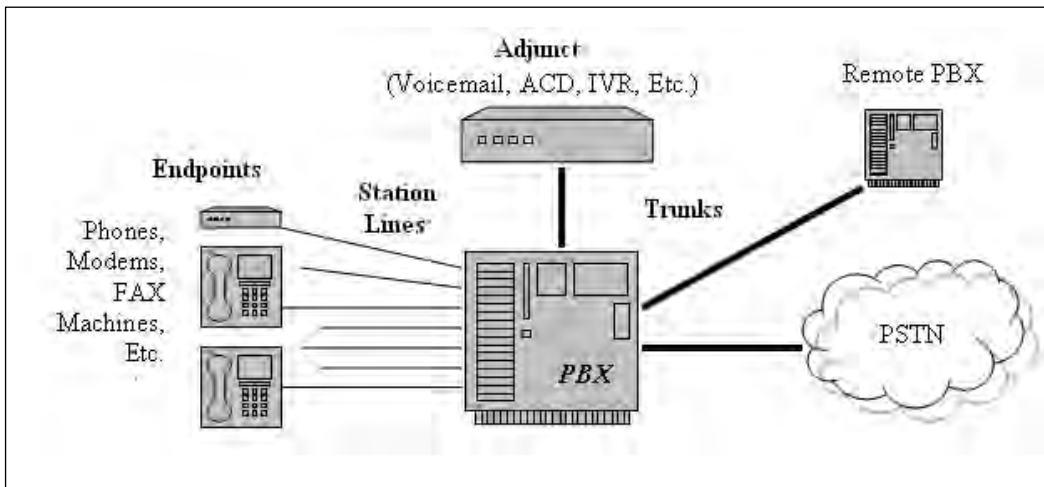 Adjunct
(Voicemail, ACD, IVR, Etc.)
Remote PBX
Endpoints
Station
Lines
Trunks
Phones,
Modems,
FAX
Machines,
Etc.
PBX
PSTN